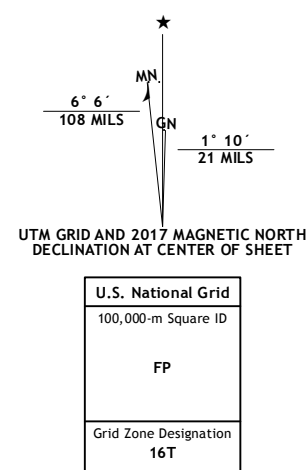 MN.
6° 6´
108 MILS
GN
1° 10´
21 MILS
UTM GRID AND 2017 MAGNETIC NORTH
DECLINATION AT CENTER OF SHEET
U.S. National Grid
100,000-m Square ID
FP
Grid Zone Designation
16T